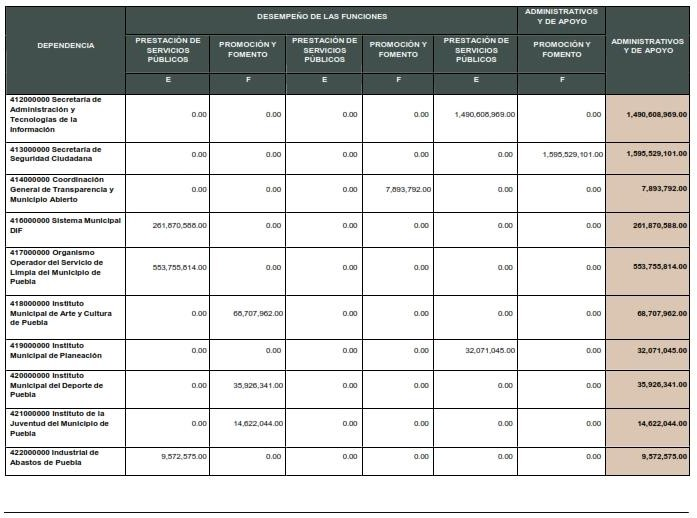 DEPENDENCIA
DESEMPEÑO DE LAS FUNCIONES
ADMINISTRATIVOS
Y DE APOYO
ADMINISTRATIVOS
Y DE APOYO
PRESTACIÓN DE
SERVICIOS
PÚBLICOS
PROMOCIÓN Y
FOMENTO
PRESTACIÓN DE
SERVICIOS
PÚBLICOS
PROMOCIÓN Y
FOMENTO
PRESTACIÓN DE
SERVICIOS
PÚBLICOS
PROMOCIÓN Y
FOMENTO
E F E F E F
412000000 Secretaría de
Administración y
Tecnologías de la
Información
0.00 0.00 0.00 0.00 1,490,608,969.00 0.00 1,490,608,969.00
413000000 Secretaría de
Seguridad Ciudadana
0.00 0.00 0.00 0.00 0.00 1,595,529,101.00 1,595,529,101.00
414000000 Coordinación
General de Transparencia y
Municipio Abierto
0.00 0.00 0.00 7,893,792.00 0.00 0.00 7,893,792.00
416000000 Sistema Municipal
DIF
261,870,588.00 0.00 0.00 0.00 0.00 0.00 261,870,588.00
417000000 Organismo
Operador del Servicio de
Limpia del Municipio de
Puebla
553,755,814.00 0.00 0.00 0.00 0.00 0.00 553,755,814.00
418000000 Instituto
Municipal de Arte y Cultura
de Puebla
0.00 68,707,962.00 0.00 0.00 0.00 0.00 68,707,962.00
419000000 Instituto
Municipal de Planeación
0.00 0.00 0.00 0.00 32,071,045.00 0.00 32,071,045.00
420000000 Instituto
Municipal del Deporte de
Puebla
0.00 35,926,341.00 0.00 0.00 0.00 0.00 35,926,341.00
421000000 Instituto de la
Juventud del Municipio de
Puebla
0.00 14,622,044.00 0.00 0.00 0.00 0.00 14,622,044.00
422000000 Industrial de
Abastos de Puebla
9,572,575.00 0.00 0.00 0.00 0.00 0.00 9,572,575.00